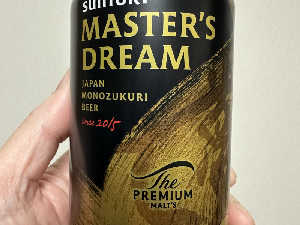 SUNTORY
MASTER'S
DREAM
JAPAN
MONOZUKURI
BEER
since 2015
The
PREMIUM
MALT'S